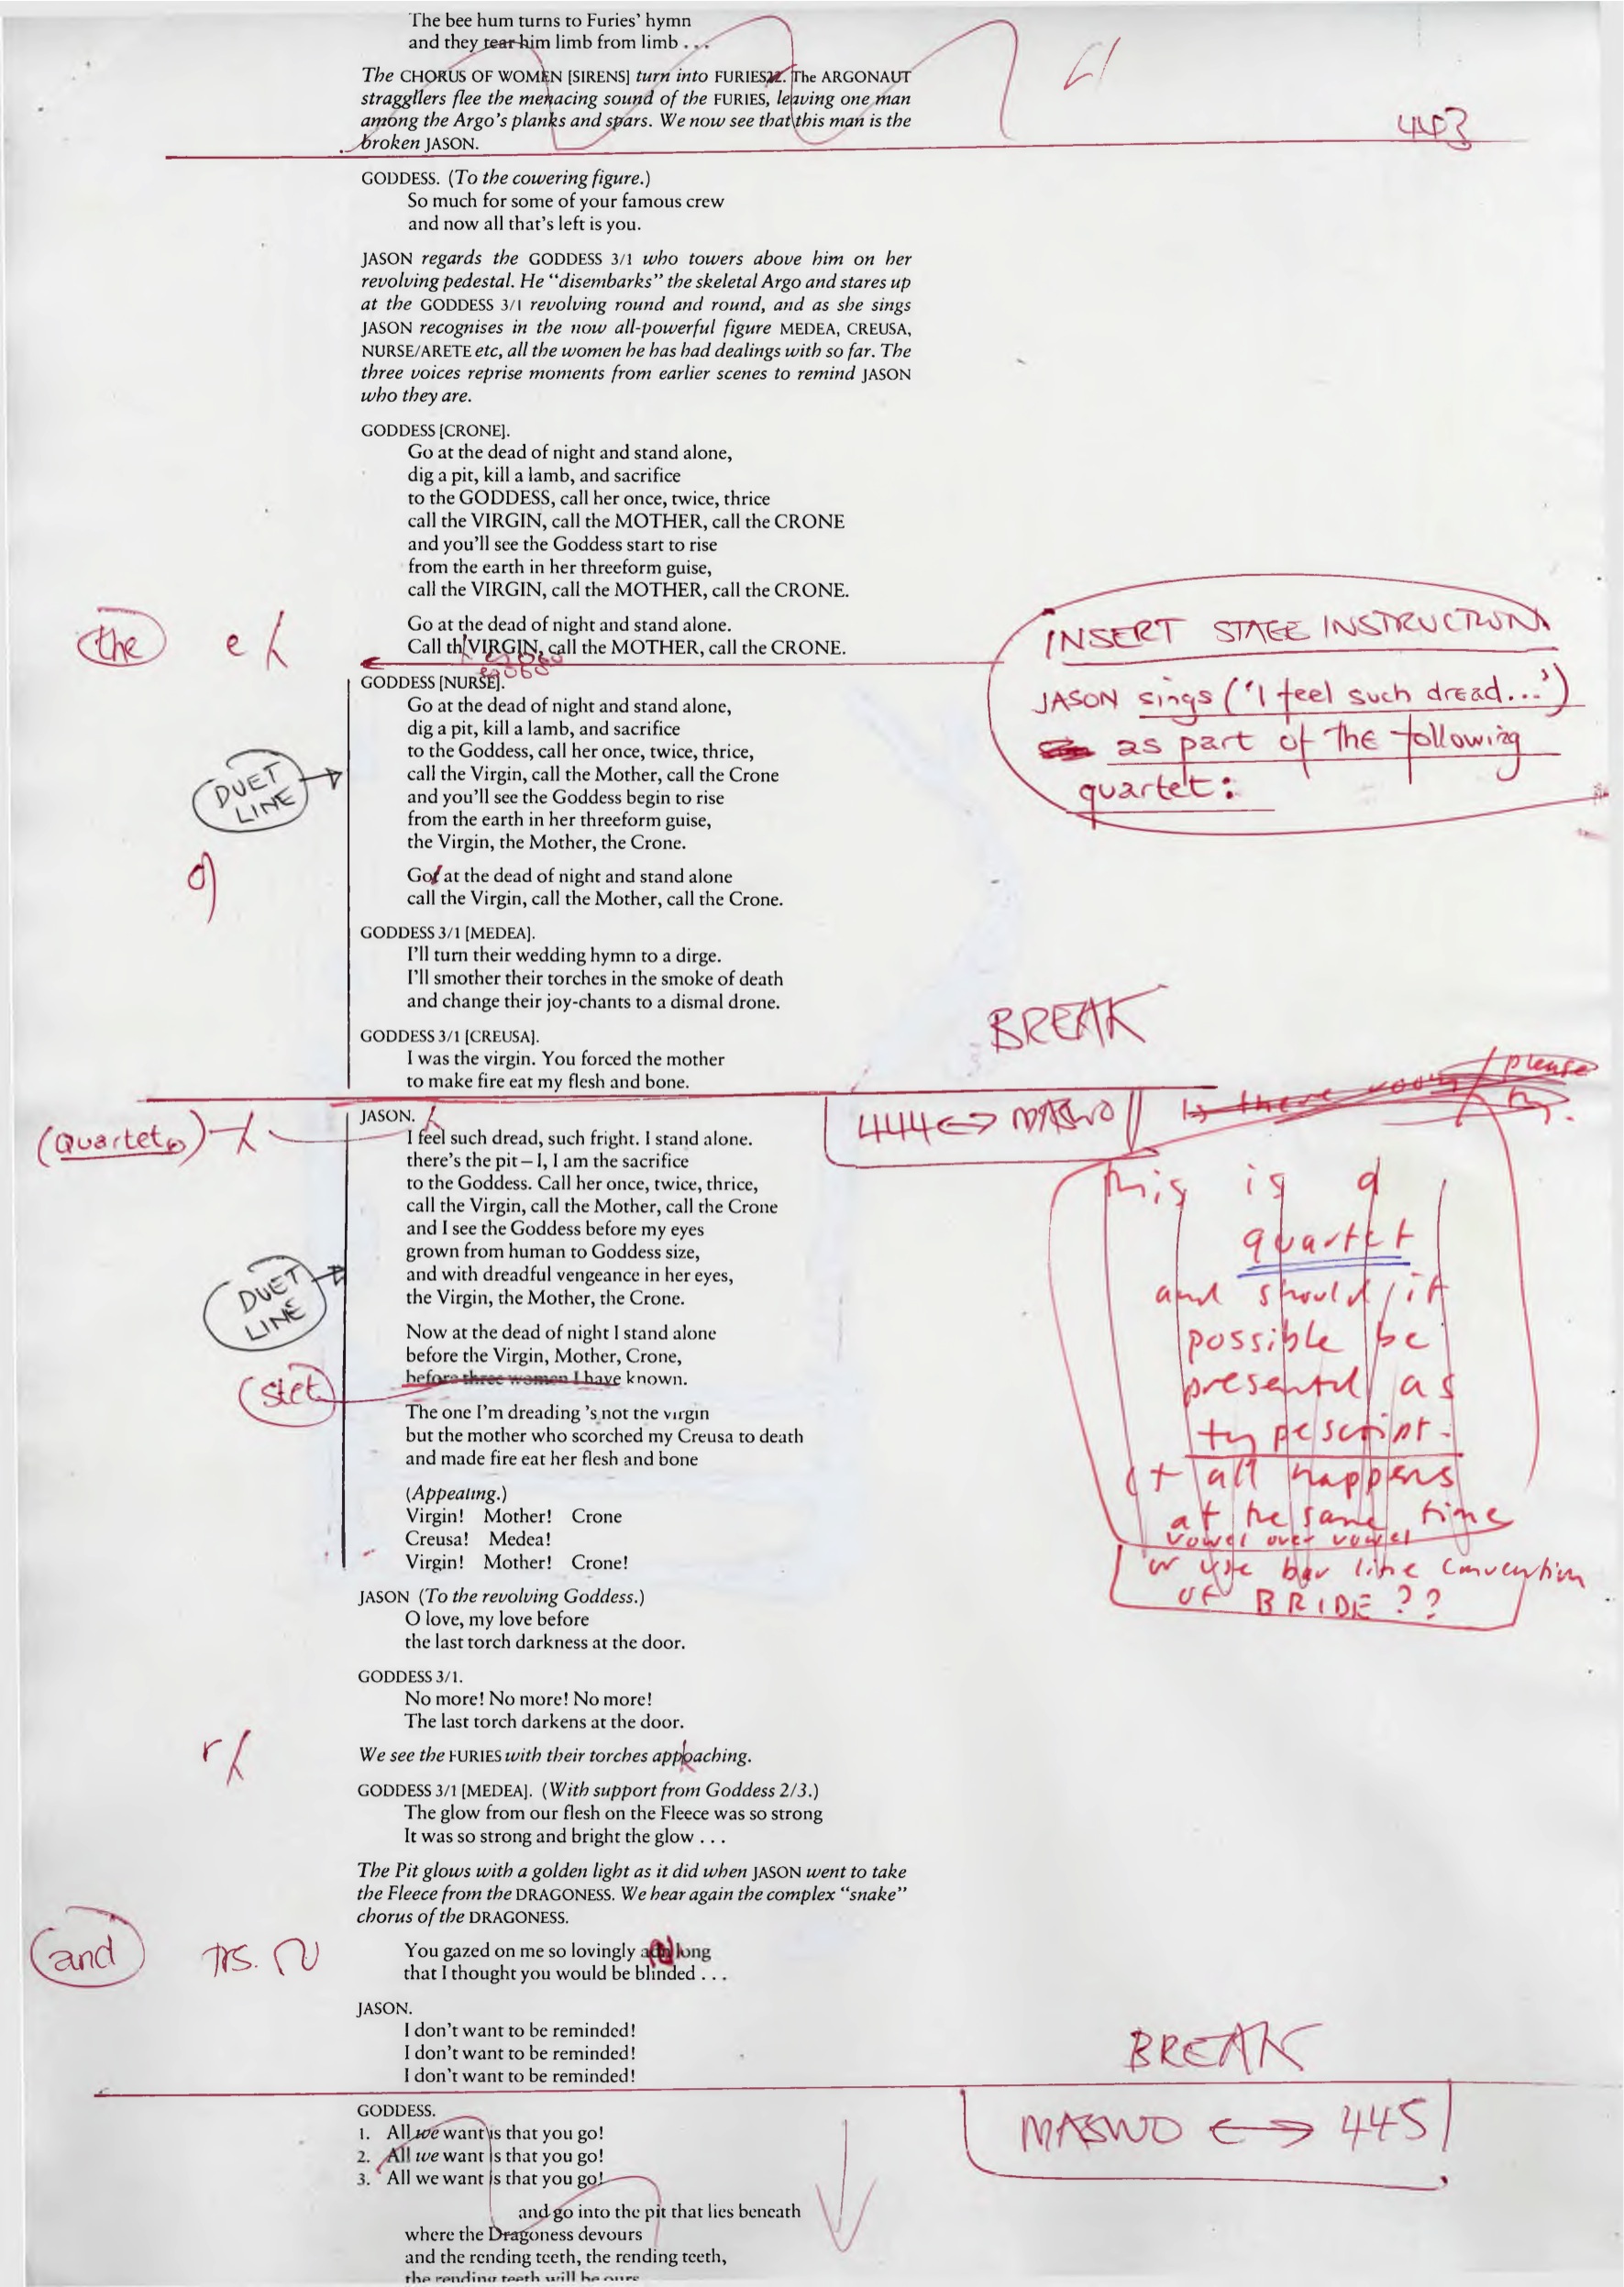 The bee hum turns to Furies' hymn
and they tear him limb from limb . . .
The CHORUS OF WOMEN [SIRENS] turn into FURIES. The ARGONAUT
straggllers flee the menacing sound of the FURIES, leaving one man
among the Argo's planks and spars. We now see that this man is the
broken JASON.
443
GODDESS. (To the cowering figure.)
So much for some of your famous crew
and now all that's left is you.
JASON regards the GODDESS 3/1 who towers above him on her
revolving pedestal. He "disembarks" the skeletal Argo and stares up
at the GODDESS 3/1 revolving round and round, and as she sings
JASON recognises in the now all-powerful figure MEDEA, CREUSA,
NURSE/ARETE etc, all the women he has had dealings with so far. The
three voices reprise moments from earlier scenes to remind JASON
who they are.
GODDESS [CRONE].
Go at the dead of night and stand alone,
dig a pit, kill a lamb, and sacrifice
to the GODDESS, call her once, twice, thrice
call the VIRGIN, call the MOTHER, call the CRONE
and you'll see the Goddess start to rise
from the earth in her threeform guise,
call the VIRGIN, call the MOTHER, call the CRONE.
Go at the dead of night and stand alone.
the e
Call th VIRGIN, call the MOTHER, call the CRONE.
INSERT STAGE INSTRUCTION
JASON sings ('I feel such dread...')
as part of the following
quartet:
GODDESS [NURSE].
Go at the dead of night and stand alone,
dig a pit, kill a lamb, and sacrifice
to the Goddess, call her once, twice, thrice,
call the Virgin, call the Mother, call the Crone
and you'll see the Goddess begin to rise
from the earth in her threeform guise,
the Virgin, the Mother, the Crone.
DUET
LINE
Got at the dead of night and stand alone
call the Virgin, call the Mother, call the Crone.
GODDESS 3/1 [MEDEA].
I'll turn their wedding hymn to a dirge.
I'll smother their torches in the smoke of death
and change their joy-chants to a dismal drone.
GODDESS 3/1 [CREUSA].
I was the virgin. You forced the mother
to make fire eat my flesh and bone.
BREAK
444 ↔ MASWO
Is there room / please
try.
(Quartet.)
JASON.
I feel such dread, such fright. I stand alone.
there's the pit – I, I am the sacrifice
to the Goddess. Call her once, twice, thrice,
call the Virgin, call the Mother, call the Crone
and I see the Goddess before my eyes
grown from human to Goddess size,
and with dreadful vengeance in her eyes,
the Virgin, the Mother, the Crone.
DUET
LINE
Now at the dead of night I stand alone
before the Virgin, Mother, Crone,
stet
before three women I have known.
The one I'm dreading 's not the virgin
but the mother who scorched my Creusa to death
and made fire eat her flesh and bone
(Appealing.)
Virgin! Mother! Crone
Creusa! Medea!
Virgin! Mother! Crone!
this is a
quartet
and should if
possible be
presented as
typescript.
it all happens
at the same time
vowel over vowel
or use bar line convention
of BRIDE ??
JASON (To the revolving Goddess.)
O love, my love before
the last torch darkness at the door.
GODDESS 3/1.
No more! No more! No more!
The last torch darkens at the door.
r
We see the FURIES with their torches appoaching.
GODDESS 3/1 [MEDEA]. (With support from Goddess 2/3.)
The glow from our flesh on the Fleece was so strong
It was so strong and bright the glow . . .
The Pit glows with a golden light as it did when JASON went to take
the Fleece from the DRAGONESS. We hear again the complex "snake"
chorus of the DRAGONESS.
and trs.
You gazed on me so lovingly adn long
that I thought you would be blinded . . .
JASON.
I don't want to be reminded!
I don't want to be reminded!
I don't want to be reminded!
BREAK
MASWO ↔ 445
GODDESS.
1. All we want is that you go!
2. All we want is that you go!
3. All we want is that you go!
and go into the pit that lies beneath
where the Dragoness devours
and the rending teeth, the rending teeth,
the rending teeth will be ours